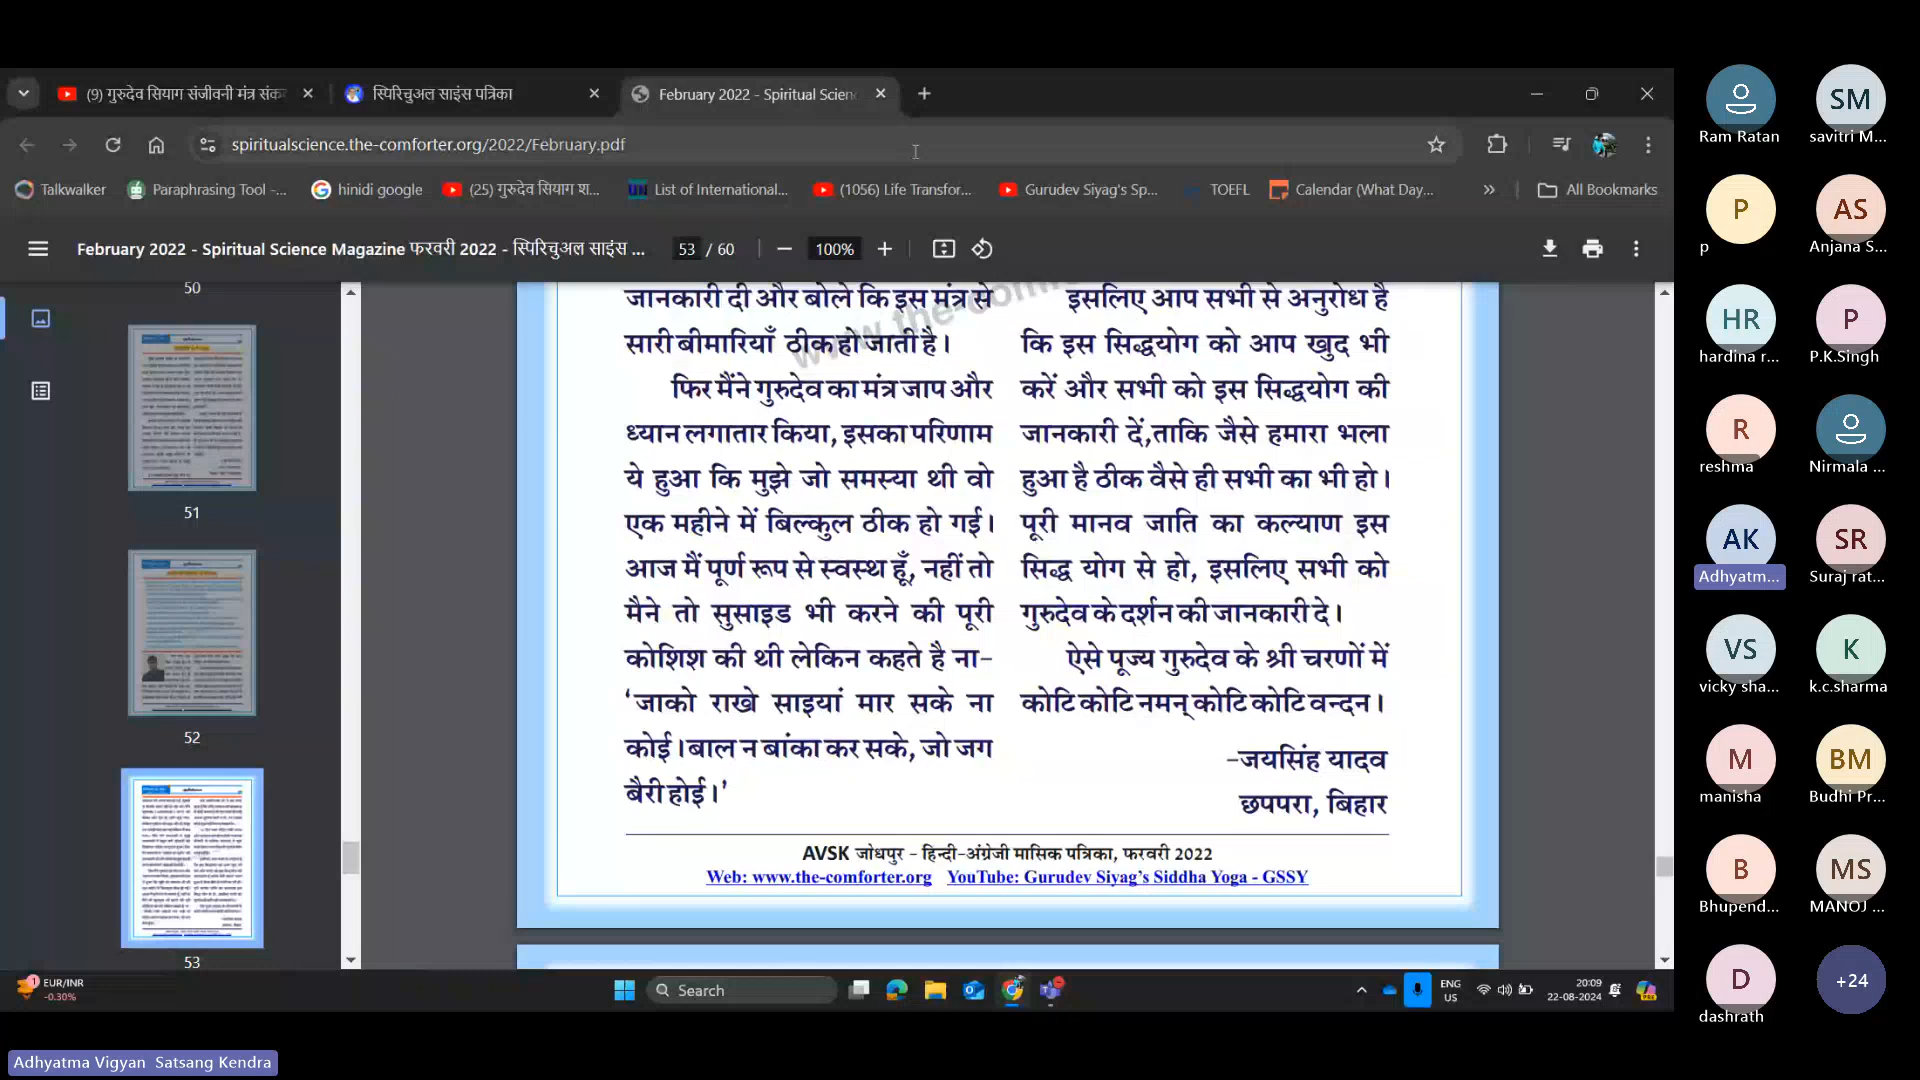 (9) गुरुदेव सियाग संजीवनी मंत्र संक
स्पिरिचुअल साइंस पत्रिका
February 2022 - Spiritual Scien
spiritualscience.the-comforter.org/2022/February.pdf
Talkwalker
Paraphrasing Tool -...
hinidi google
(25) गुरुदेव सियाग श...
List of International...
(1056) Life Transfor...
Gurudev Siyag's Sp...
TOEFL
Calendar (What Day...
All Bookmarks
February 2022 - Spiritual Science Magazine फरवरी 2022 - स्पिरिचुअल साइंस ...
53 / 60
100%
50
51
52
53
www.the-com
जानकारी दी और बोले कि इस मंत्र से
सारी बीमारियाँ ठीक हो जाती है।
फिर मैंने गुरुदेव का मंत्र जाप और
ध्यान लगातार किया, इसका परिणाम
ये हुआ कि मुझे जो समस्या थी वो
एक महीने में बिल्कुल ठीक हो गई।
आज मैं पूर्ण रूप से स्वस्थ हूँ, नहीं तो
मैने तो सुसाइड भी करने की पूरी
कोशिश की थी लेकिन कहते है ना-
‘जाको राखे साइयां मार सके ना
कोई। बाल न बांका कर सके, जो जग
बैरी होई।’
इसलिए आप सभी से अनुरोध है
कि इस सिद्धयोग को आप खुद भी
करें और सभी को इस सिद्धयोग की
जानकारी दें,ताकि जैसे हमारा भला
हुआ है ठीक वैसे ही सभी का भी हो।
पूरी मानव जाति का कल्याण इस
सिद्ध योग से हो, इसलिए सभी को
गुरुदेव के दर्शन की जानकारी दे।
ऐसे पूज्य गुरुदेव के श्री चरणों में
कोटि कोटि नमन् कोटि कोटि वन्दन।
-जयसिंह यादव
छपपरा, बिहार
AVSK जोधपुर - हिन्दी-अंग्रेजी मासिक पत्रिका, फरवरी 2022
Web: www.the-comforter.org YouTube: Gurudev Siyag's Siddha Yoga - GSSY
1
EUR/INR
-0.30%
Search
ENG
US
20:09
22-08-2024
Ram Ratan
SM
savitri M...
P
p
AS
Anjana S...
HR
hardina r...
P
P.K.Singh
R
reshma
Nirmala ...
AK
Adhyatm...
SR
Suraj rat...
VS
vicky sha...
K
k.c.sharma
M
manisha
BM
Budhi Pr...
B
Bhupend...
MS
MANOJ ...
D
dashrath
+24
Adhyatma Vigyan Satsang Kendra